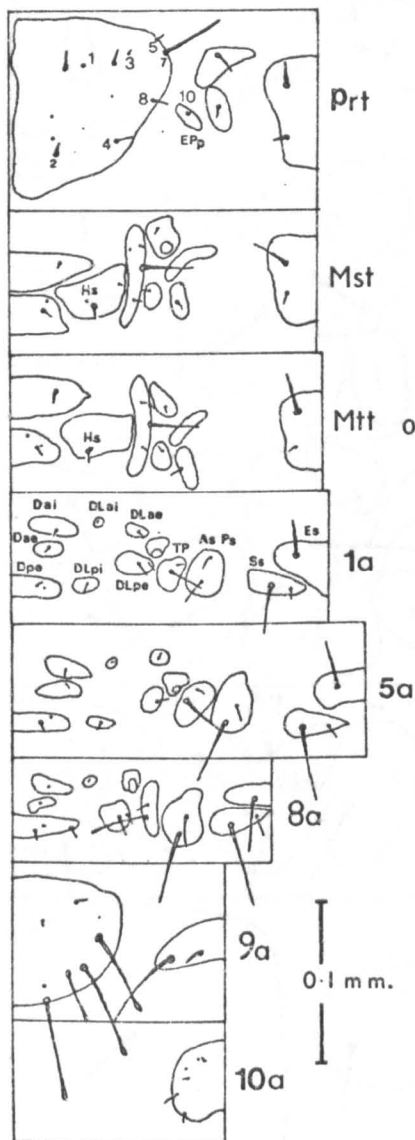 5
1 3 7
prt
8 10
4
2 EPp
Hs Mst
Hs Mtt o
Dai DLai DLae As Ps Es
Dae TP Ss 1a
Dpe DLpi DLpe
5a
8a
9a
0·1 mm.
10a